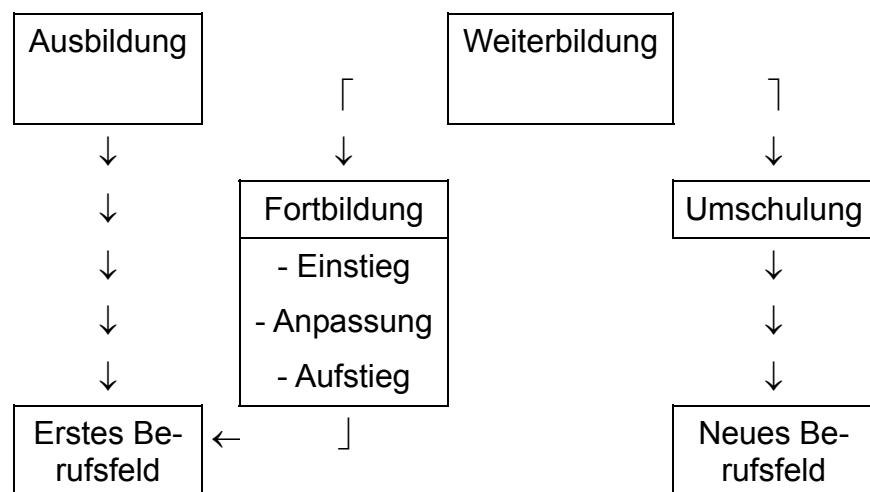 Ausbildung
Weiterbildung
Fortbildung
Umschulung
- Einstieg
- Anpassung
- Aufstieg
Erstes Be-
rufsfeld
Neues Be-
rufsfeld